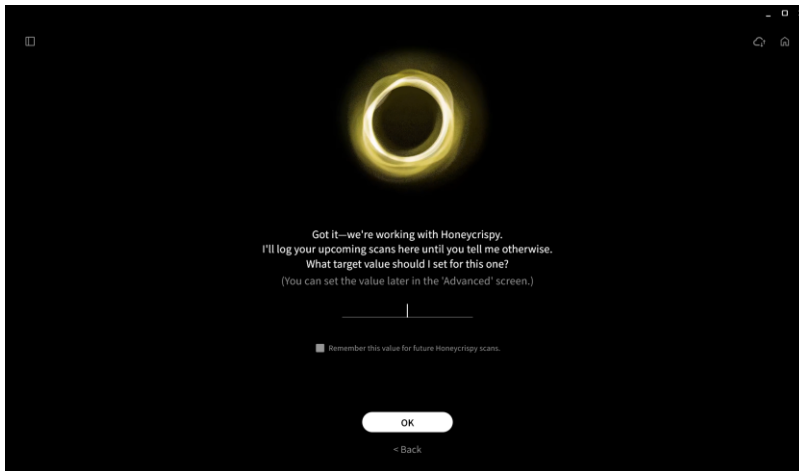 Got it—we're working with Honeycrispy.
I'll log your upcoming scans here until you tell me otherwise.
What target value should I set for this one?
(You can set the value later in the 'Advanced' screen.)
Remember this value for future Honeycrispy scans.
OK
< Back